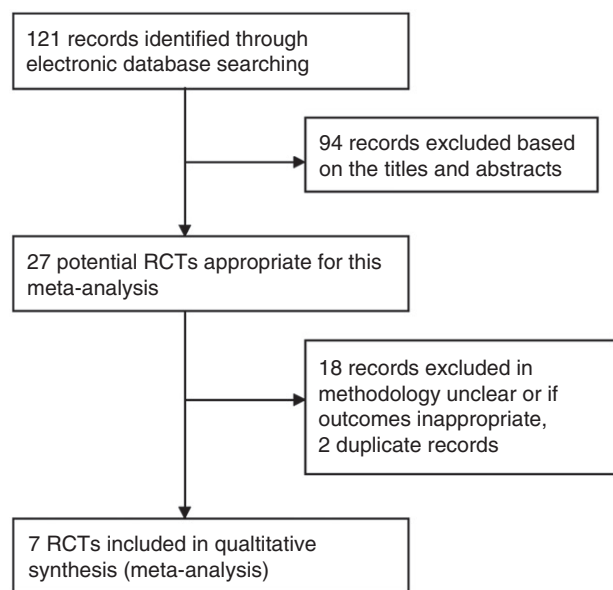 121 records identified through
electronic database searching
94 records excluded based
on the titles and abstracts
27 potential RCTs appropriate for this
meta-analysis
18 records excluded in
methodology unclear or if
outcomes inappropriate,
2 duplicate records
7 RCTs included in qualtitative
synthesis (meta-analysis)